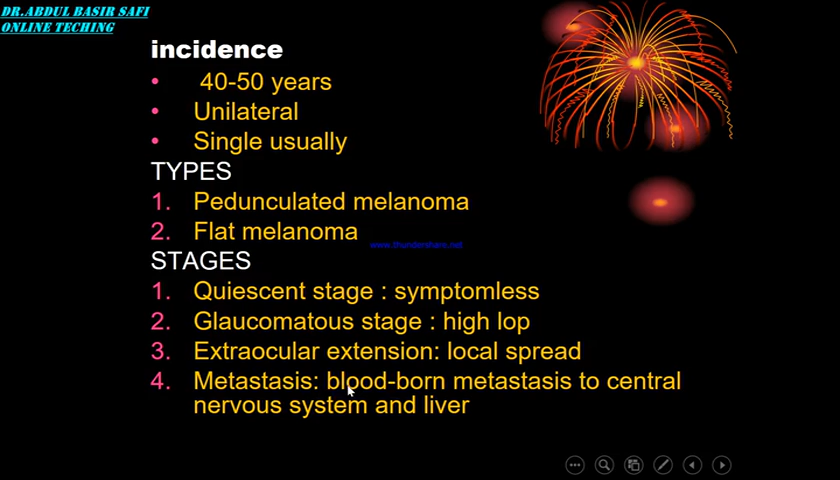 DR.ABDUL BASIR SAFI
ONLINE TECHING
incidence
• 40-50 years
• Unilateral
• Single usually
TYPES
1. Pedunculated melanoma
2. Flat melanoma
www.thundershare.net
STAGES
1. Quiescent stage : symptomless
2. Glaucomatous stage : high lop
3. Extraocular extension: local spread
4. Metastasis: blood-born metastasis to central
nervous system and liver